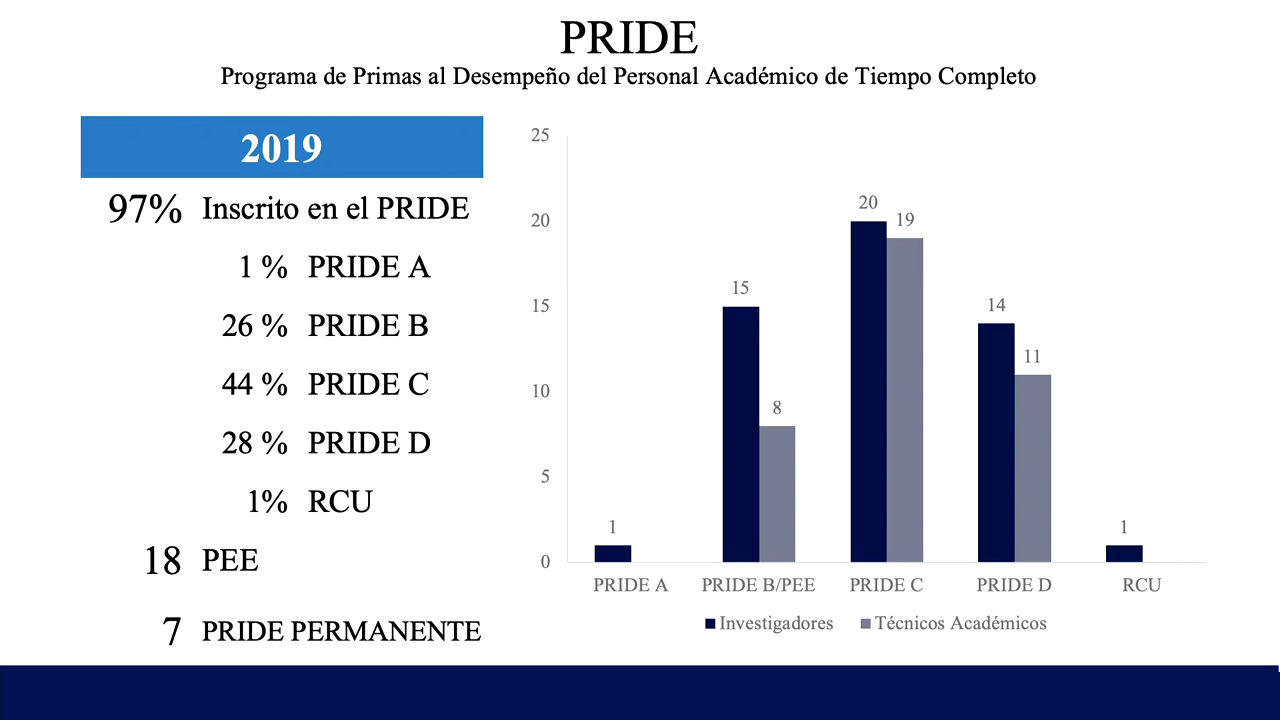 PRIDE
Programa de Primas al Desempeño del Personal Académico de Tiempo Completo
2019
97% Inscrito en el PRIDE
1 % PRIDE A
26 % PRIDE B
44 % PRIDE C
28 % PRIDE D
1% RCU
18 PEE
7 PRIDE PERMANENTE
25
20
15
10
5
0
1
15
8
20
19
14
11
1
PRIDE A
PRIDE B/PEE
PRIDE C
PRIDE D
RCU
Investigadores
Técnicos Académicos